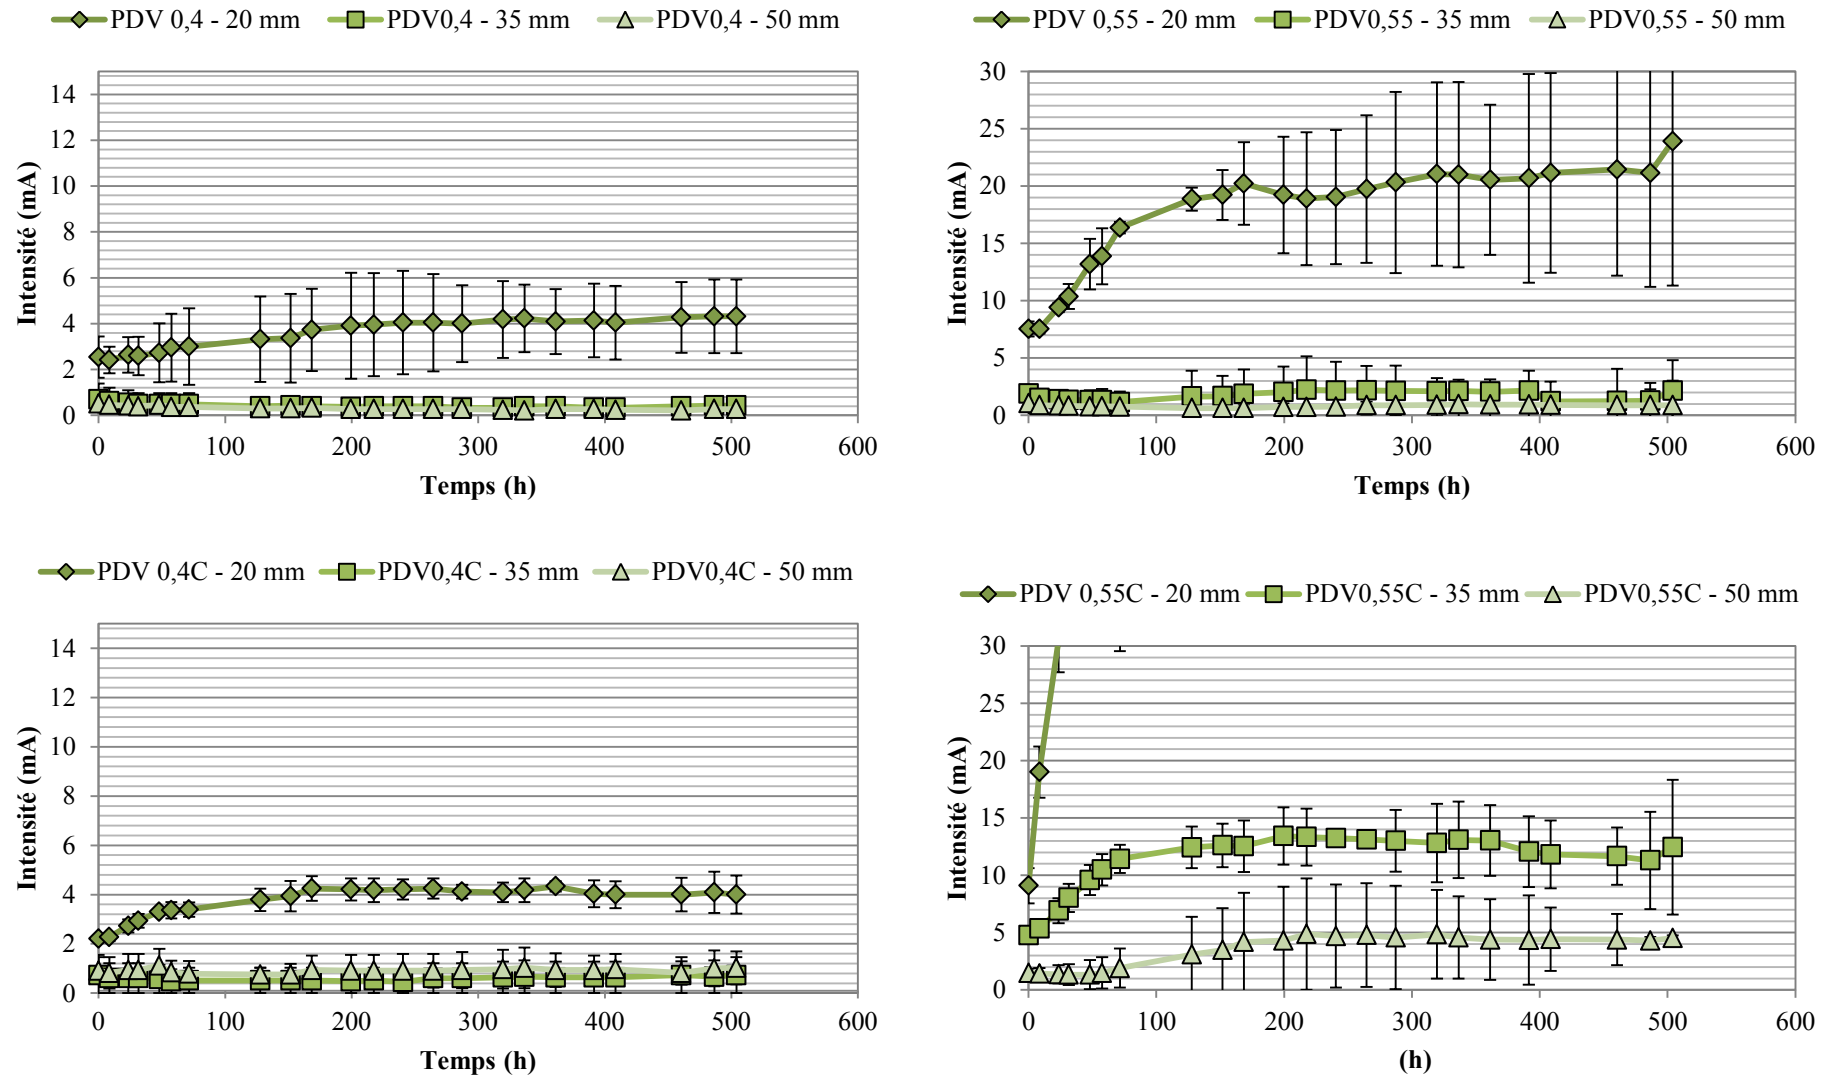 PDV 0,4 - 20 mm PDV0,4 - 35 mm PDV0,4 - 50 mm
14
12
10
8
6
4
2
0
0 100 200 300 400 500 600
Intensité (mA)
Temps (h)
PDV 0,55 - 20 mm PDV0,55 - 35 mm PDV0,55 - 50 mm
30
25
20
15
10
5
0
0 100 200 300 400 500 600
Intensité (mA)
Temps (h)
PDV 0,4C - 20 mm PDV0,4C - 35 mm PDV0,4C - 50 mm
14
12
10
8
6
4
2
0
0 100 200 300 400 500 600
Intensité (mA)
Temps (h)
PDV 0,55C - 20 mm PDV0,55C - 35 mm PDV0,55C - 50 mm
30
25
20
15
10
5
0
0 100 200 300 400 500 600
Intensité (mA)
(h)